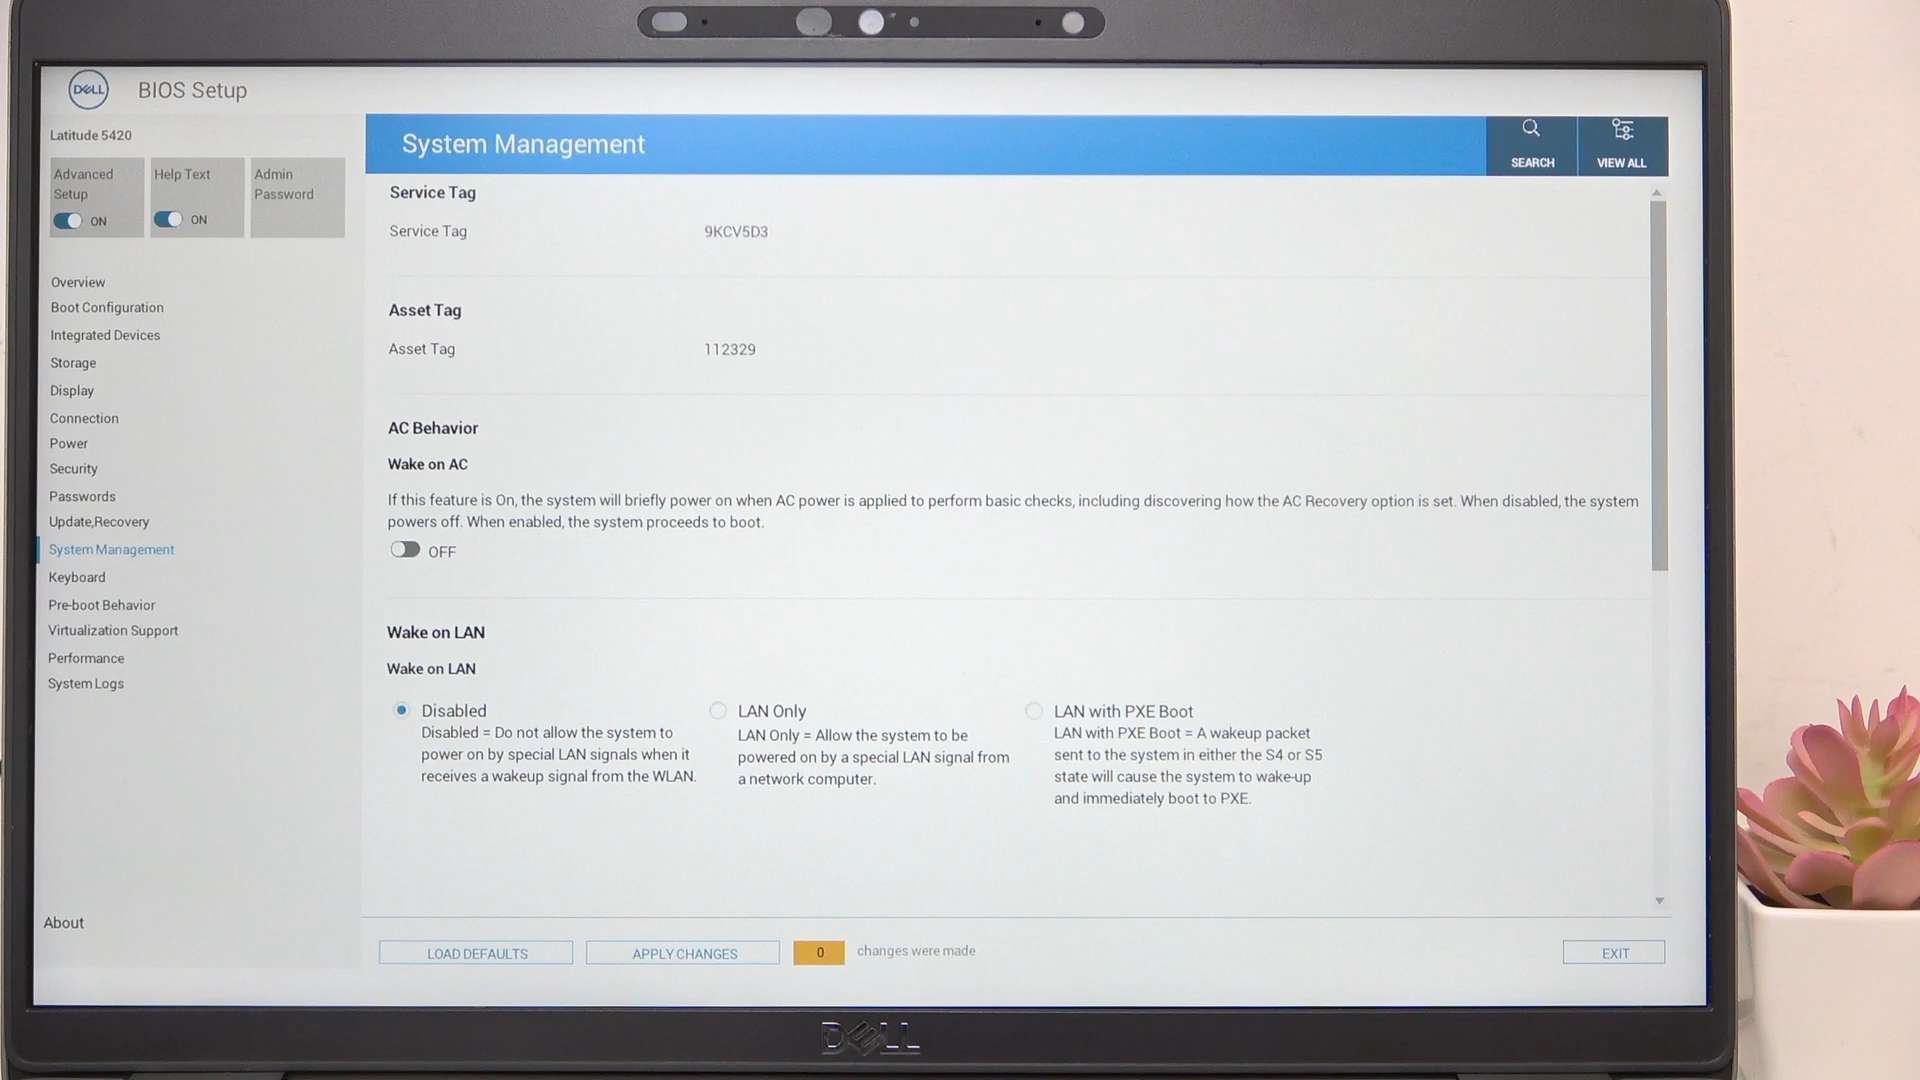 DELL
BIOS Setup
Latitude 5420
Advanced Setup
ON
Help Text
ON
Admin Password
Overview
Boot Configuration
Integrated Devices
Storage
Display
Connection
Power
Security
Passwords
Update,Recovery
System Management
Keyboard
Pre-boot Behavior
Virtualization Support
Performance
System Logs
About
System Management
SEARCH
VIEW ALL
Service Tag
Service Tag 9KCV5D3
Asset Tag
Asset Tag 112329
AC Behavior
Wake on AC
If this feature is On, the system will briefly power on when AC power is applied to perform basic checks, including discovering how the AC Recovery option is set. When disabled, the system
powers off. When enabled, the system proceeds to boot.
OFF
Wake on LAN
Wake on LAN
Disabled
Disabled = Do not allow the system to
power on by special LAN signals when it
receives a wakeup signal from the WLAN.
LAN Only
LAN Only = Allow the system to be
powered on by a special LAN signal from
a network computer.
LAN with PXE Boot
LAN with PXE Boot = A wakeup packet
sent to the system in either the S4 or S5
state will cause the system to wake-up
and immediately boot to PXE.
LOAD DEFAULTS
APPLY CHANGES
0 changes were made
EXIT
DELL